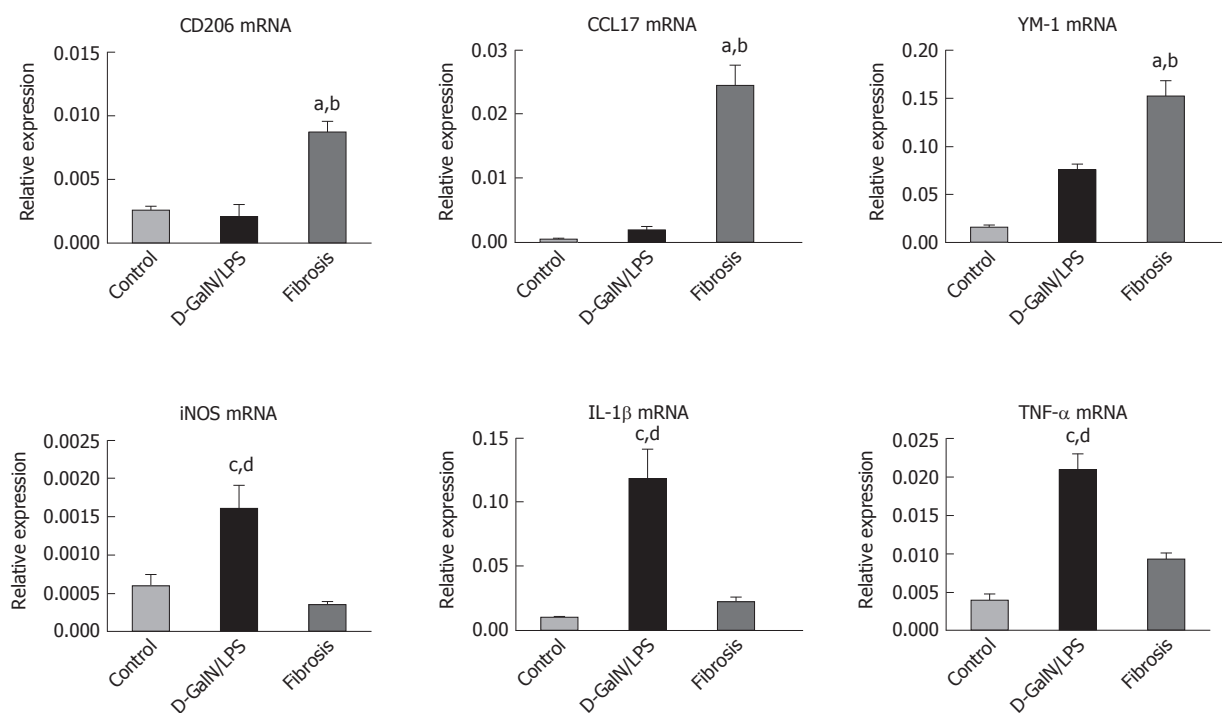 CD206 mRNA
Relative expression
0.015
0.010
0.005
0.000
a,b
Control
D-GalN/LPS
Fibrosis
CCL17 mRNA
Relative expression
0.03
0.02
0.01
0.00
a,b
Control
D-GalN/LPS
Fibrosis
YM-1 mRNA
Relative expression
0.20
0.15
0.10
0.05
0.00
a,b
Control
D-GalN/LPS
Fibrosis
iNOS mRNA
Relative expression
0.0025
0.0020
0.0015
0.0010
0.0005
0.000
c,d
Control
D-GalN/LPS
Fibrosis
IL-1β mRNA
Relative expression
0.15
0.10
0.05
0.00
c,d
Control
D-GalN/LPS
Fibrosis
TNF-α mRNA
Relative expression
0.025
0.020
0.015
0.010
0.005
0.000
c,d
Control
D-GalN/LPS
Fibrosis